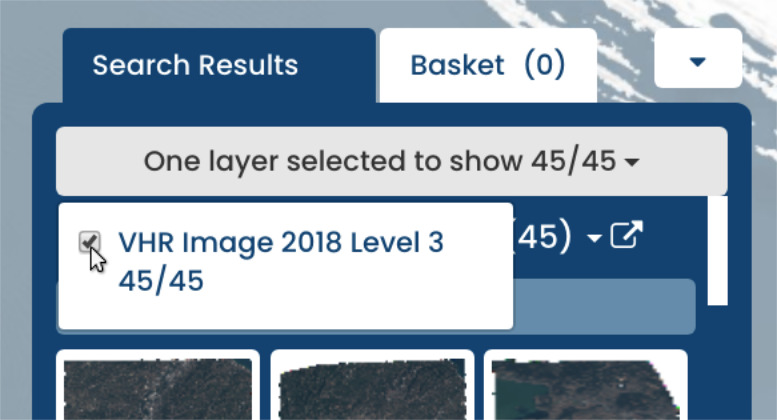 Search Results
Basket (0)
One layer selected to show 45/45
VHR Image 2018 Level 3
45/45
(45)